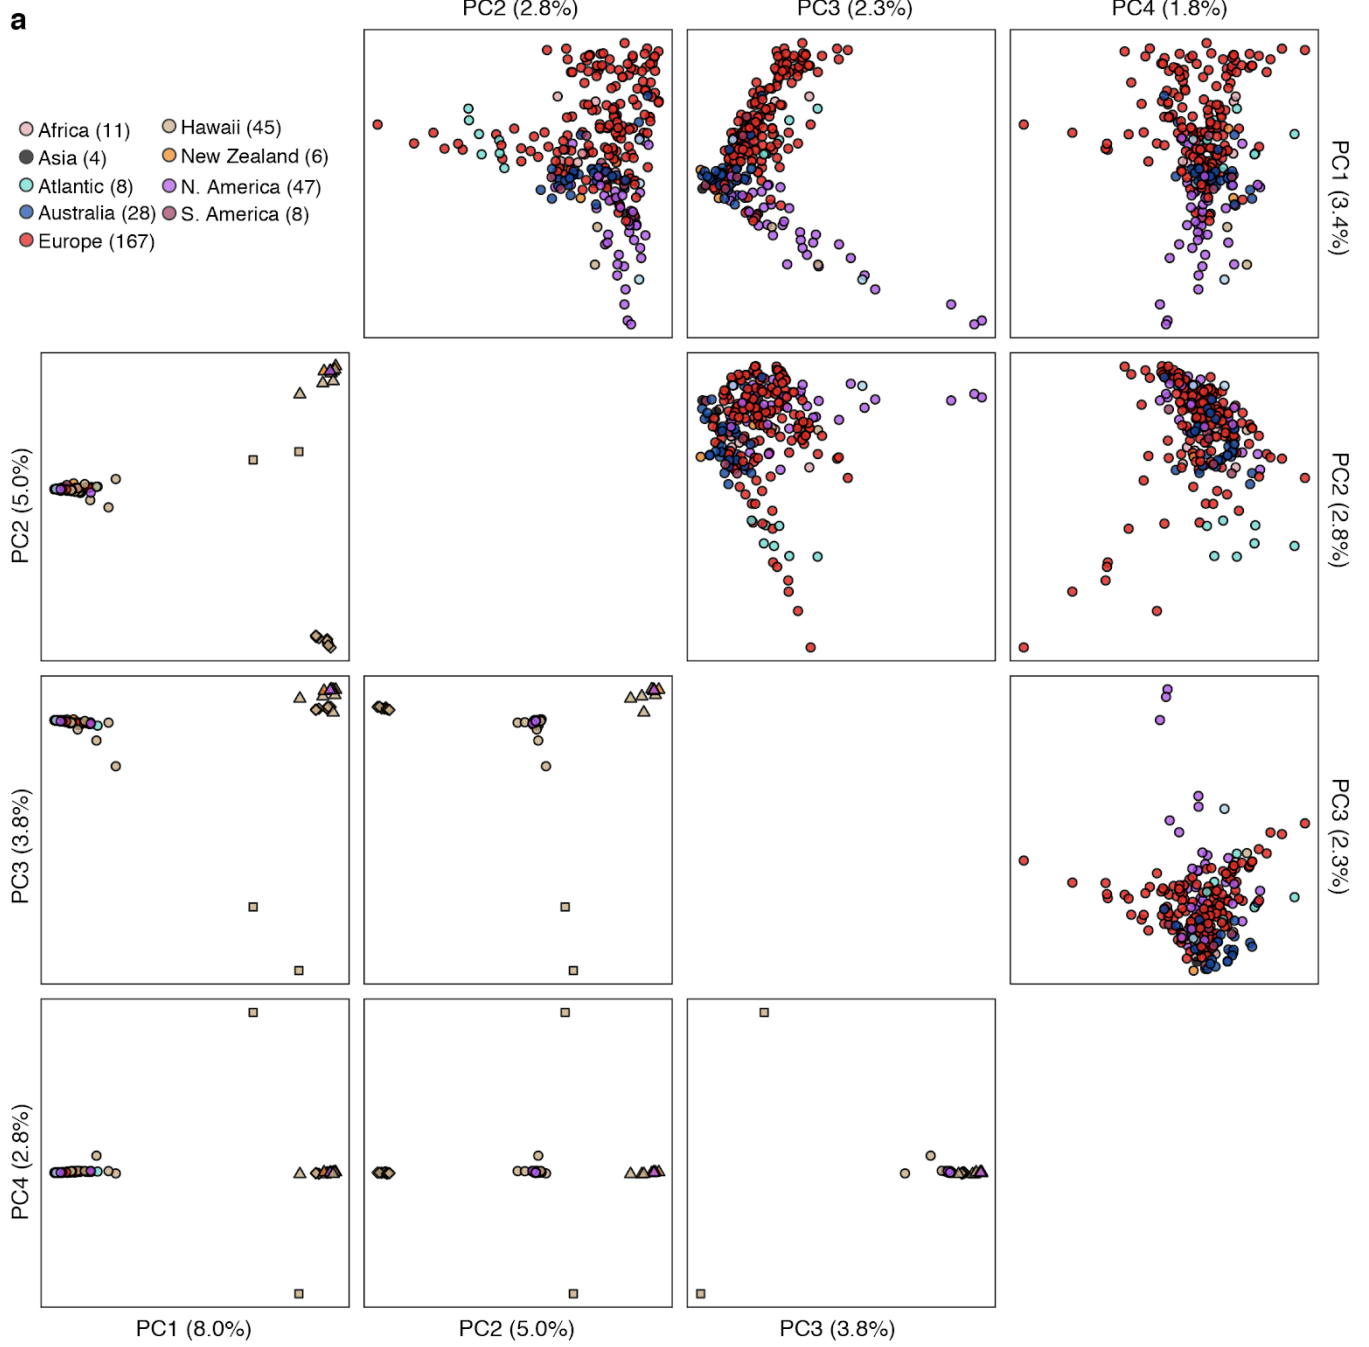 a
PC2 (2.8%)
PC3 (2.3%)
PC4 (1.8%)
Africa (11)
Asia (4)
Atlantic (8)
Australia (28)
Europe (167)
Hawaii (45)
New Zealand (6)
N. America (47)
S. America (8)
PC1 (3.4%)
PC2 (5.0%)
PC2 (2.8%)
PC3 (3.8%)
PC3 (2.3%)
PC4 (2.8%)
PC1 (8.0%)
PC2 (5.0%)
PC3 (3.8%)